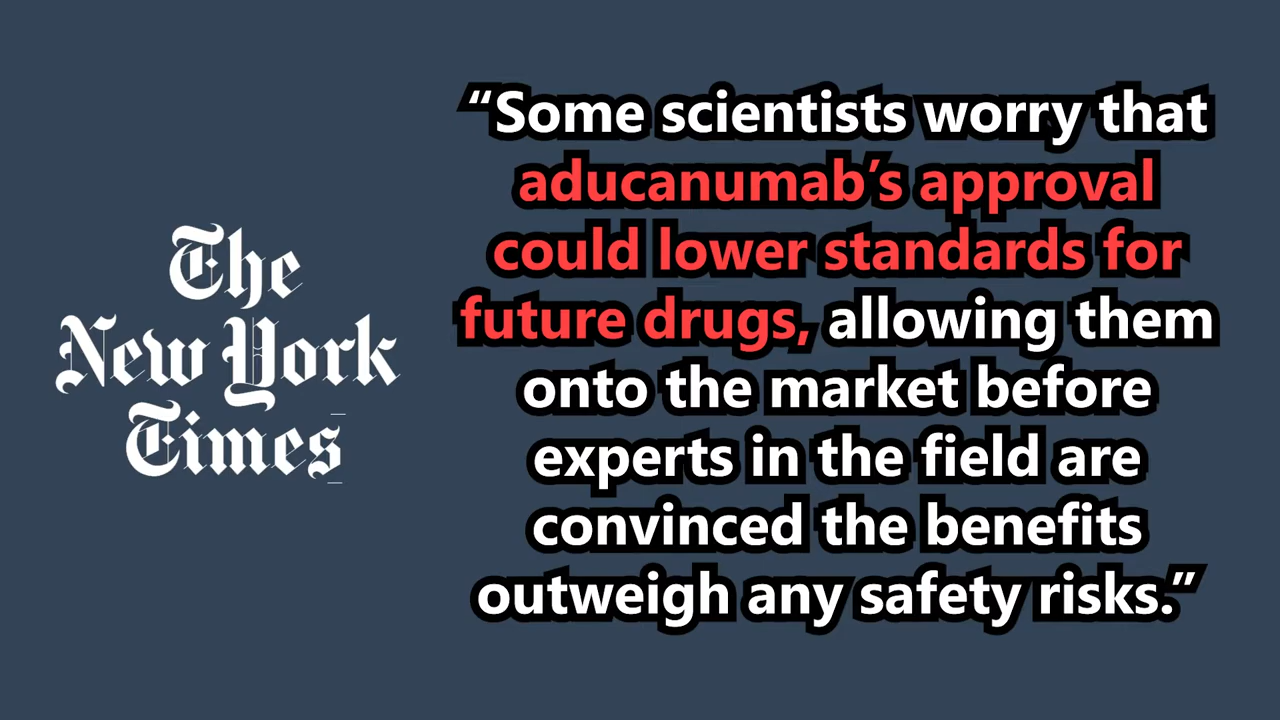 The
New York
Times
“Some scientists worry that
aducanumab’s approval
could lower standards for
future drugs, allowing them
onto the market before
experts in the field are
convinced the benefits
outweigh any safety risks.”